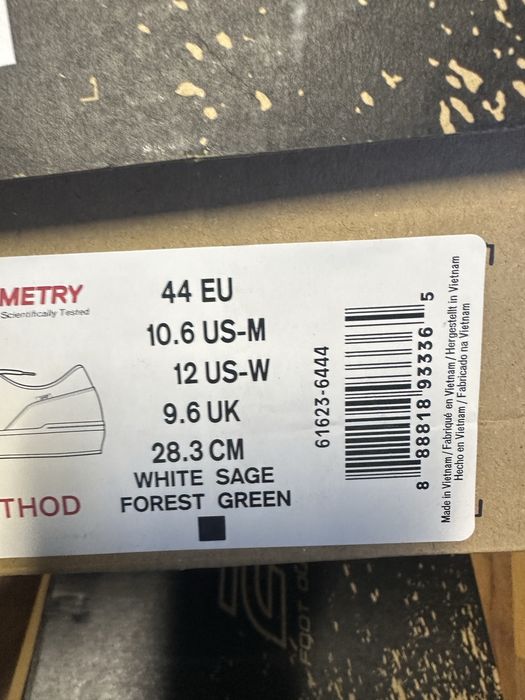 METRY
Scientifically Tested
THOD
44 EU
10.6 US-M
12 US-W
9.6 UK
28.3 CM
WHITE SAGE
FOREST GREEN
61623-6444
8 88818 93336 5
Made in Vietnam / Fabriqué en Vietnam / Hergestellt in Vietnam
Hecho en Vietnam / Fabricado na Vietnam
FOOT